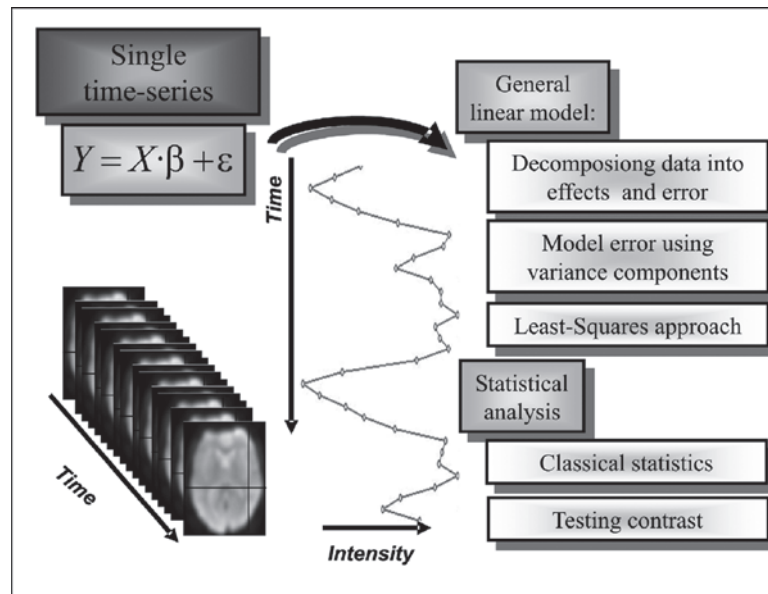 Single
time-series
Y = X·β + ε
General
linear model:
Decomposiong data into
effects and error
Model error using
variance components
Least-Squares approach
Statistical
analysis
Classical statistics
Testing contrast
Time
Time
Intensity